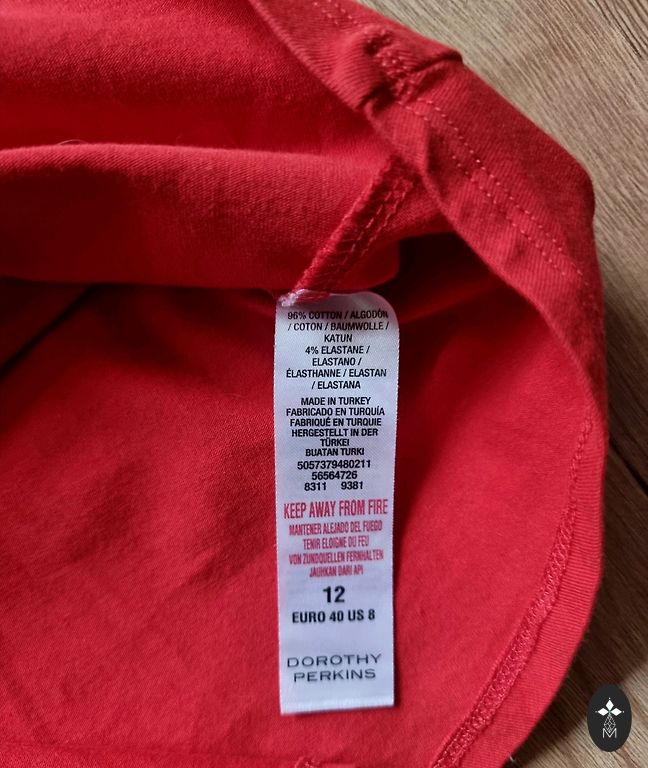 96% COTTON / ALGODÓN
/ COTON / BAUMWOLLE /
KATUN
4% ELASTANE /
ELASTANO /
ÉLASTHANNE / ELASTAN
/ ELASTANA
MADE IN TURKEY
FABRICADO EN TURQUÍA
FABRIQUÉ EN TURQUIE
HERGESTELLT IN DER
TÜRKEI
BUATAN TURKI
5057379480211
56564726
8311 9381
KEEP AWAY FROM FIRE
MANTENER ALEJADO DEL FUEGO
TENIR ELOIGNE DU FEU
VON ZUNDQUELLEN FERNHALTEN
JAUHKAN DARI API
12
EURO 40 US 8
DOROTHY
PERKINS
M